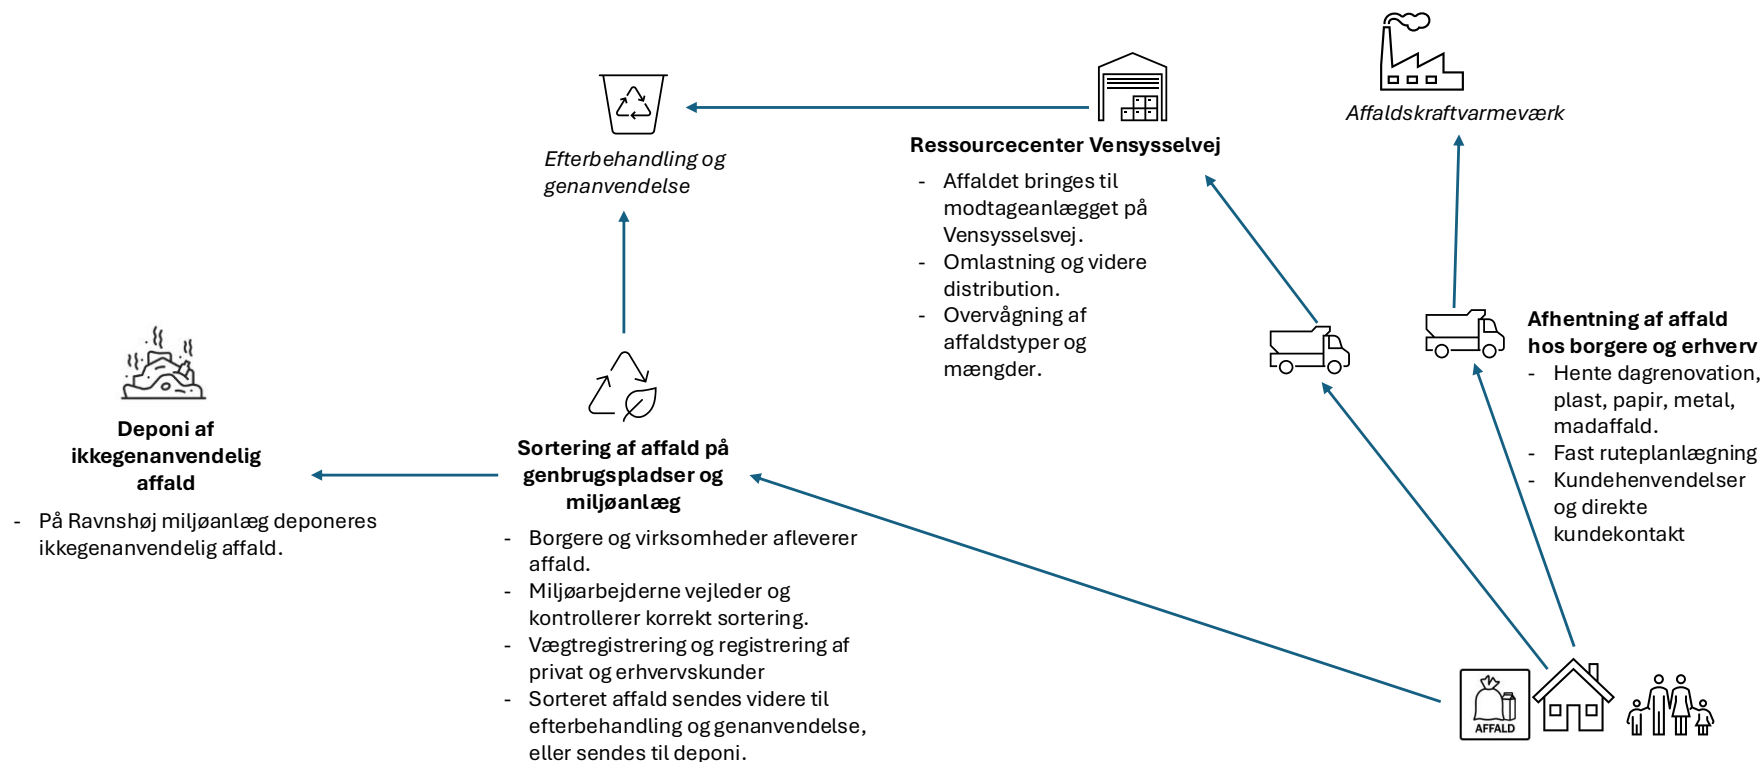 Affaldskraftvarmeværk
Efterbehandling og
genanvendelse
Ressourcecenter Vensysselvej
- Affaldet bringes til
modtageanlægget på
Vensysselsvej.
- Omlastning og videre
distribution.
- Overvågning af
affaldstyper og
mængder.
Afhentning af affald
hos borgere og erhverv
- Hente dagrenovation,
plast, papir, metal,
madaffald.
- Fast ruteplanlægning
- Kundehenvendelser
og direkte
kundekontakt
Deponi af
ikkegenanvendelig
affald
- På Ravnshøj miljøanlæg deponeres
ikkegenanvendelig affald.
Sortering af affald på
genbrugspladser og
miljøanlæg
- Borgere og virksomheder afleverer
affald.
- Miljøarbejderne vejleder og
kontrollerer korrekt sortering.
- Vægtregistrering og registrering af
privat og erhvervskunder
- Sorteret affald sendes videre til
efterbehandling og genanvendelse,
eller sendes til deponi.
AFFALD